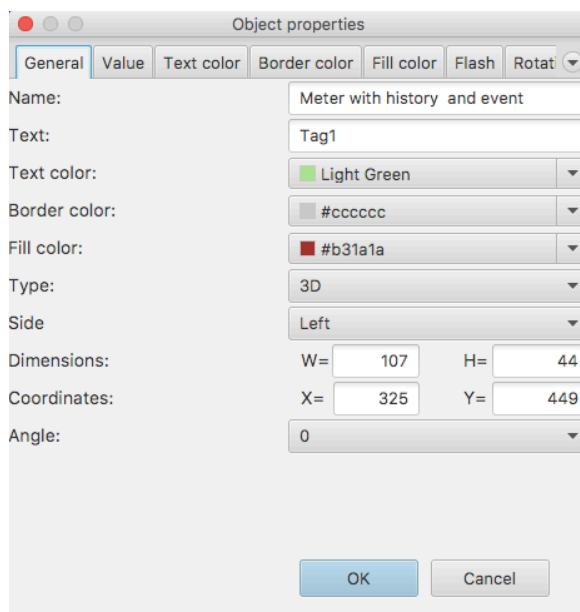 Object properties
General Value Text color Border color Fill color Flash Rotati
Name: Meter with history  and event
Text: Tag1
Text color: Light Green
Border color: #cccccc
Fill color: #b31a1a
Type: 3D
Side Left
Dimensions: W= 107 H= 44
Coordinates: X= 325 Y= 449
Angle: 0
OK Cancel